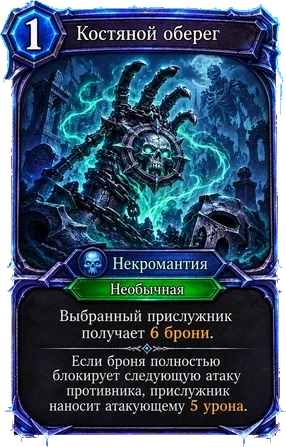 1
Костяной оберег
Некромантия
Необычная
Выбранный прислужник
получает 6 брони.
Если броня полностью
блокирует следующую атаку
противника, прислужник
наносит атакующему 5 урона.